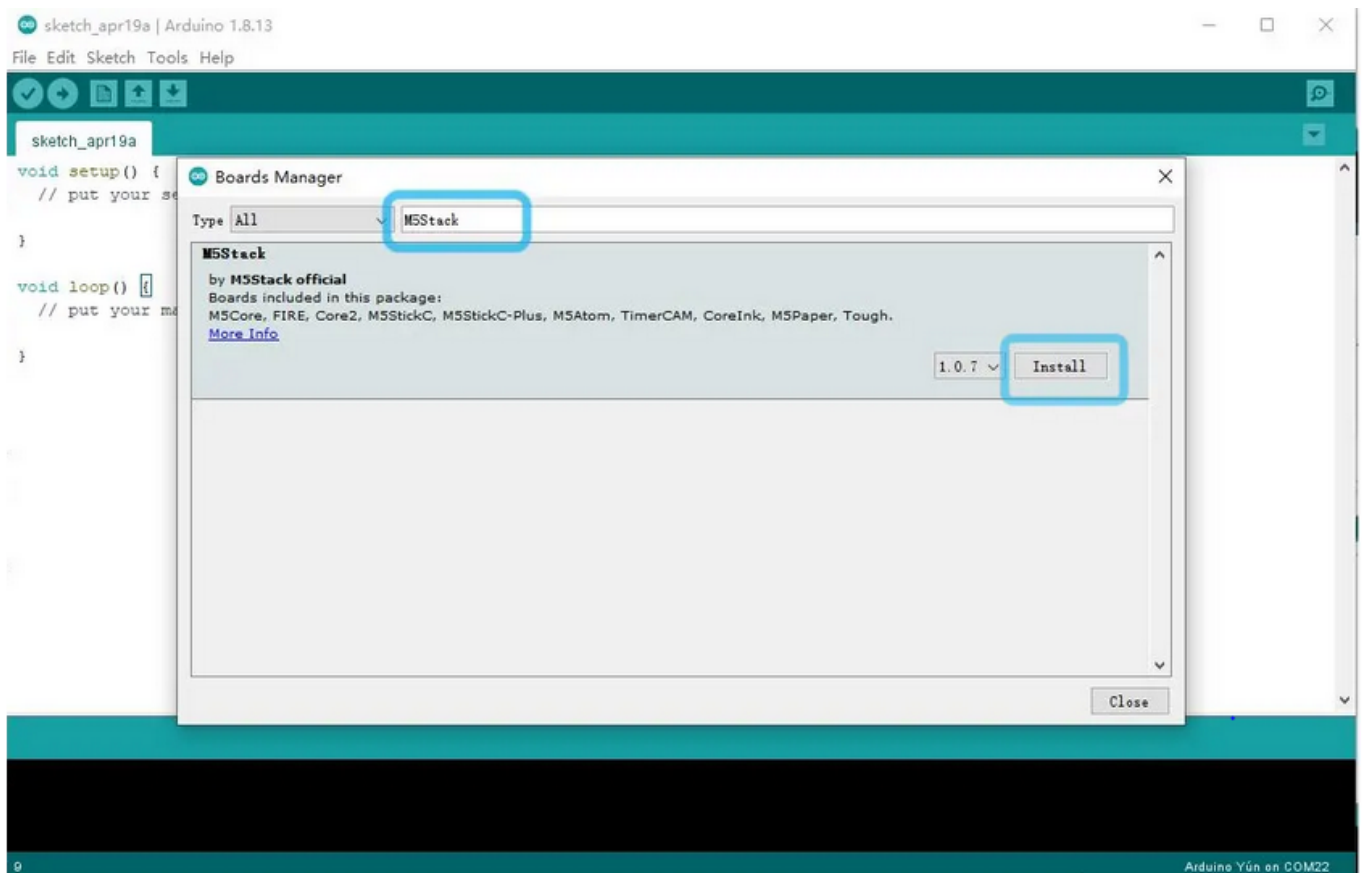 sketch_apr19a | Arduino 1.8.13
File Edit Sketch Tools Help
sketch_apr19a
void setup() {
// put your se
}
void loop() {
// put your ma
}
Boards Manager
Type All M5Stack
M5Stack
by M5Stack official
Boards included in this package:
M5Core, FIRE, Core2, M5StickC, M5StickC-Plus, M5Atom, TimerCAM, CoreInk, M5Paper, Tough.
More Info
1.0.7 Install
Close
9 Arduino Yún on COM22